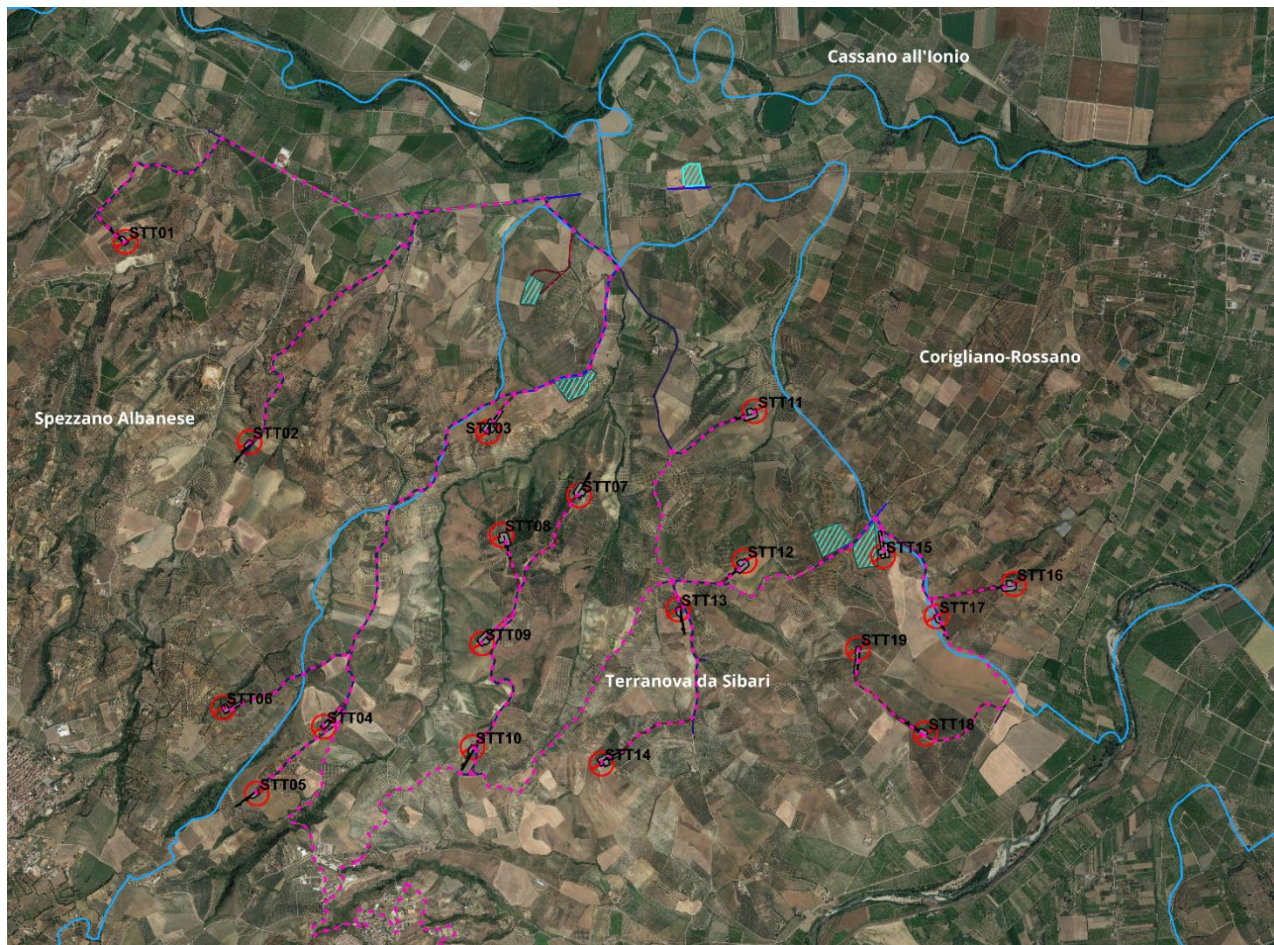 Cassano all'Ionio
STT01
Corigliano-Rossano
Spezzano Albanese
STT11
STT03
STT02
STT07
STT08
STT15
STT12
STT16
STT13
STT17
STT09
STT19
Terranova da Sibari
STT06
STT04
STT18
STT10
STT14
STT05